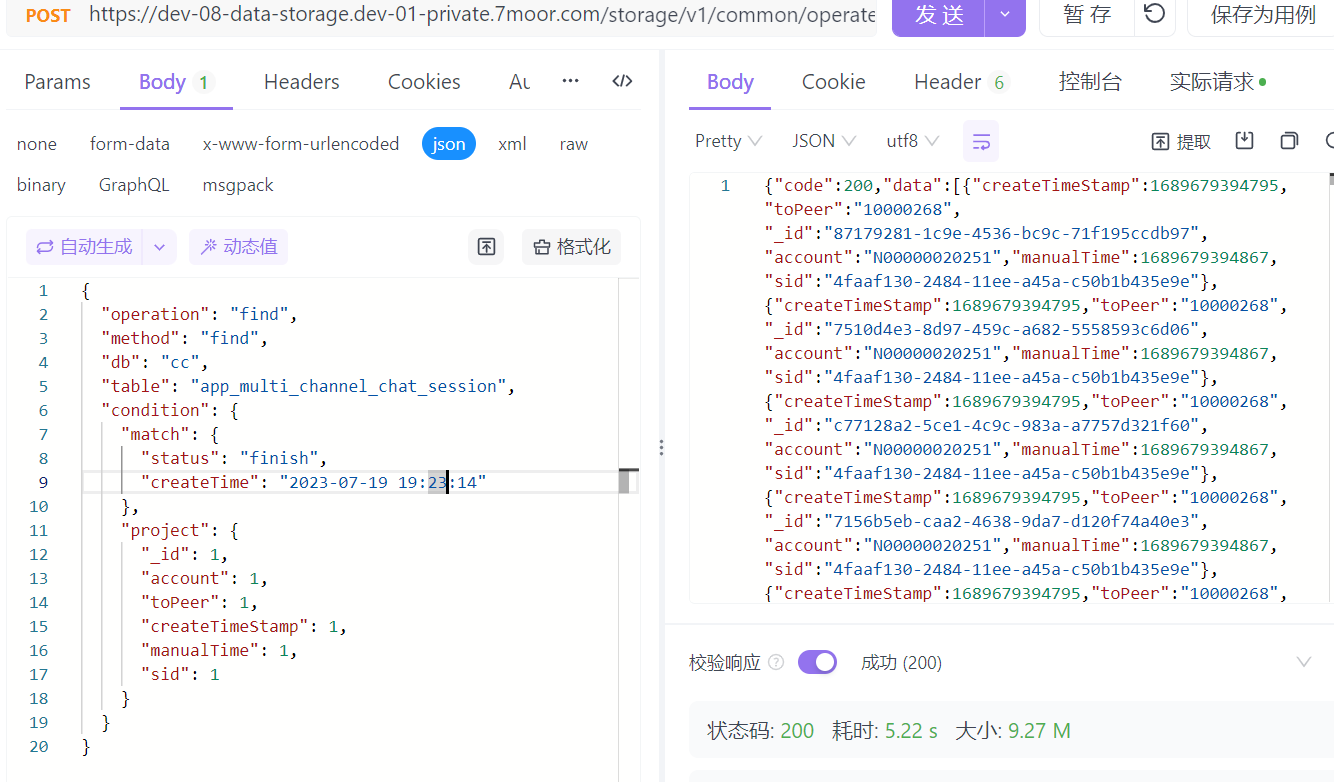 POST https://dev-08-data-storage.dev-01-private.7moor.com/storage/v1/common/operate 发 送 暂 存 保存为用例
Params Body 1 Headers Cookies Au ··· </>
none form-data x-www-form-urlencoded json xml raw
binary GraphQL msgpack
自动生成 动态值 格式化
1 {
2 "operation": "find",
3 "method": "find",
4 "db": "cc",
5 "table": "app_multi_channel_chat_session",
6 "condition": {
7 "match": {
8 "status": "finish",
9 "createTime": "2023-07-19 19:23:14"
10 },
11 "project": {
12 "_id": 1,
13 "account": 1,
14 "toPeer": 1,
15 "createTimeStamp": 1,
16 "manualTime": 1,
17 "sid": 1
18 }
19 }
20 }
Body Cookie Header 6 控制台 实际请求
Pretty JSON utf8 提取
1 {"code":200,"data":[{"createTimeStamp":1689679394795,
"toPeer":"10000268",
"_id":"87179281-1c9e-4536-bc9c-71f195ccdb97",
"account":"N00000020251","manualTime":1689679394867,
"sid":"4faaf130-2484-11ee-a45a-c50b1b435e9e"},
{"createTimeStamp":1689679394795,"toPeer":"10000268",
"_id":"7510d4e3-8d97-459c-a682-5558593c6d06",
"account":"N00000020251","manualTime":1689679394867,
"sid":"4faaf130-2484-11ee-a45a-c50b1b435e9e"},
{"createTimeStamp":1689679394795,"toPeer":"10000268",
"_id":"c77128a2-5ce1-4c9c-983a-a7757d321f60",
"account":"N00000020251","manualTime":1689679394867,
"sid":"4faaf130-2484-11ee-a45a-c50b1b435e9e"},
{"createTimeStamp":1689679394795,"toPeer":"10000268",
"_id":"7156b5eb-caa2-4638-9da7-d120f74a40e3",
"account":"N00000020251","manualTime":1689679394867,
"sid":"4faaf130-2484-11ee-a45a-c50b1b435e9e"},
{"createTimeStamp":1689679394795,"toPeer":"10000268",
校验响应 ? 成功 (200)
状态码: 200 耗时: 5.22 s 大小: 9.27 M